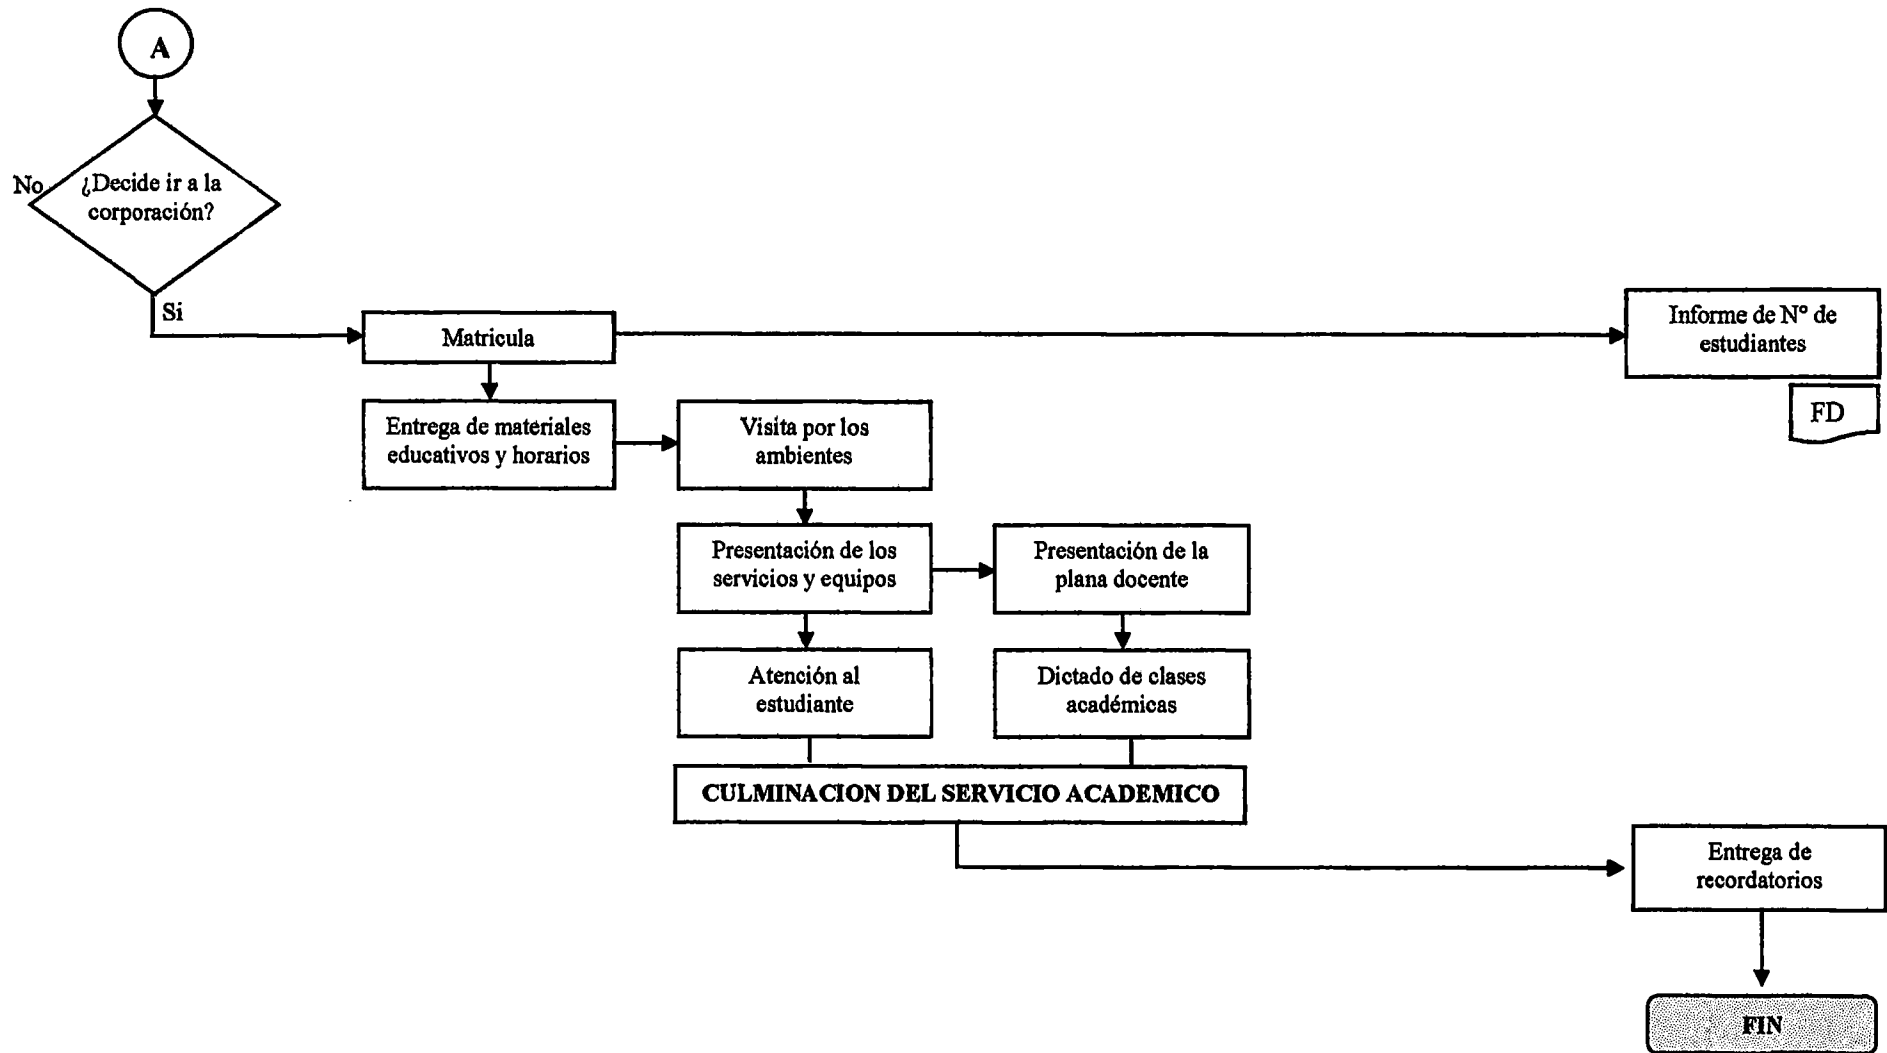 A
No
¿Decide ir a la
corporación?
Si
Matricula
Informe de Nº de
estudiantes
FD
Entrega de materiales
educativos y horarios
Visita por los
ambientes
Presentación de los
servicios y equipos
Presentación de la
plana docente
Atención al
estudiante
Dictado de clases
académicas
CULMINACION DEL SERVICIO ACADEMICO
Entrega de
recordatorios
FIN